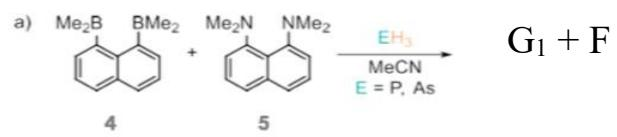 a) Me₂B BMe₂ Me₂N NMe₂
+ EH₃ G₁ + F
MeCN
E = P, As
4 5